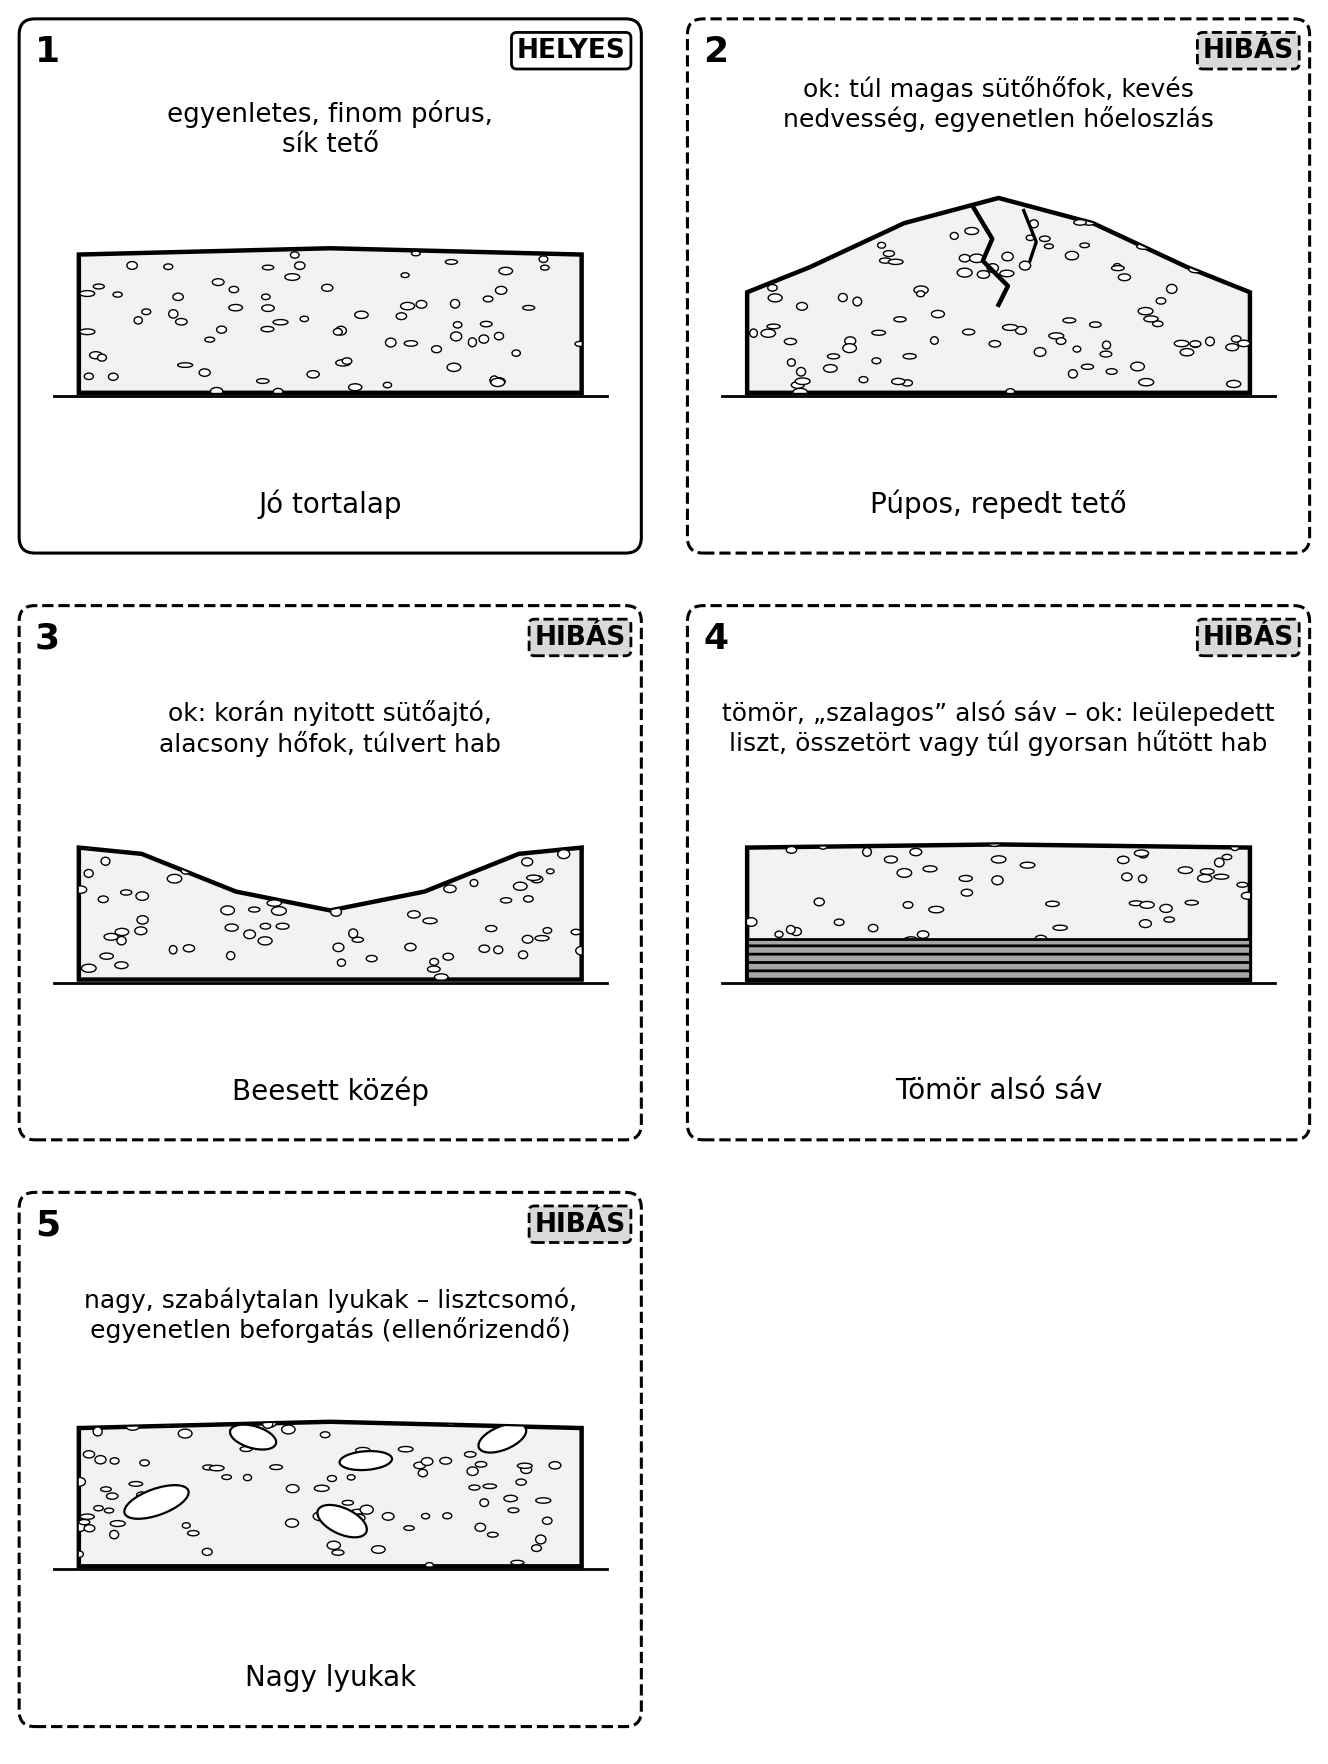 1
HELYES
egyenletes, finom pórus,
sík tető
Jó tortalap
2
HIBÁS
ok: túl magas sütőhőfok, kevés
nedvesség, egyenetlen hőeloszlás
Púpos, repedt tető
3
HIBÁS
ok: korán nyitott sütőajtó,
alacsony hőfok, túlvert hab
Beesett közép
4
HIBÁS
tömör, „szalagos” alsó sáv – ok: leülepedett
liszt, összetört vagy túl gyorsan hűtött hab
Tömör alsó sáv
5
HIBÁS
nagy, szabálytalan lyukak – lisztcsomó,
egyenetlen beforgatás (ellenőrizendő)
Nagy lyukak